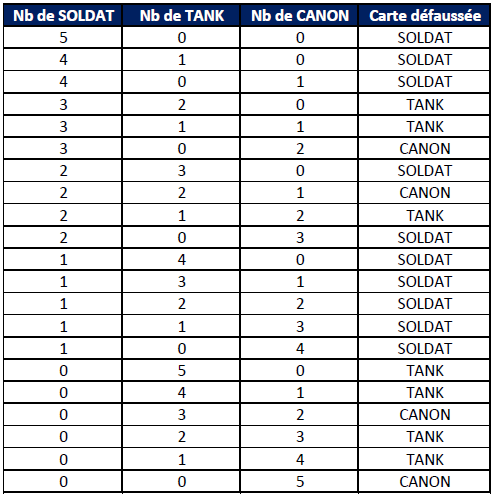 Nb de SOLDAT Nb de TANK Nb de CANON Carte défaussée
5 0 0 SOLDAT
4 1 0 SOLDAT
4 0 1 SOLDAT
3 2 0 TANK
3 1 1 TANK
3 0 2 CANON
2 3 0 SOLDAT
2 2 1 CANON
2 1 2 TANK
2 0 3 SOLDAT
1 4 0 SOLDAT
1 3 1 SOLDAT
1 2 2 SOLDAT
1 1 3 SOLDAT
1 0 4 SOLDAT
0 5 0 TANK
0 4 1 TANK
0 3 2 CANON
0 2 3 TANK
0 1 4 TANK
0 0 5 CANON